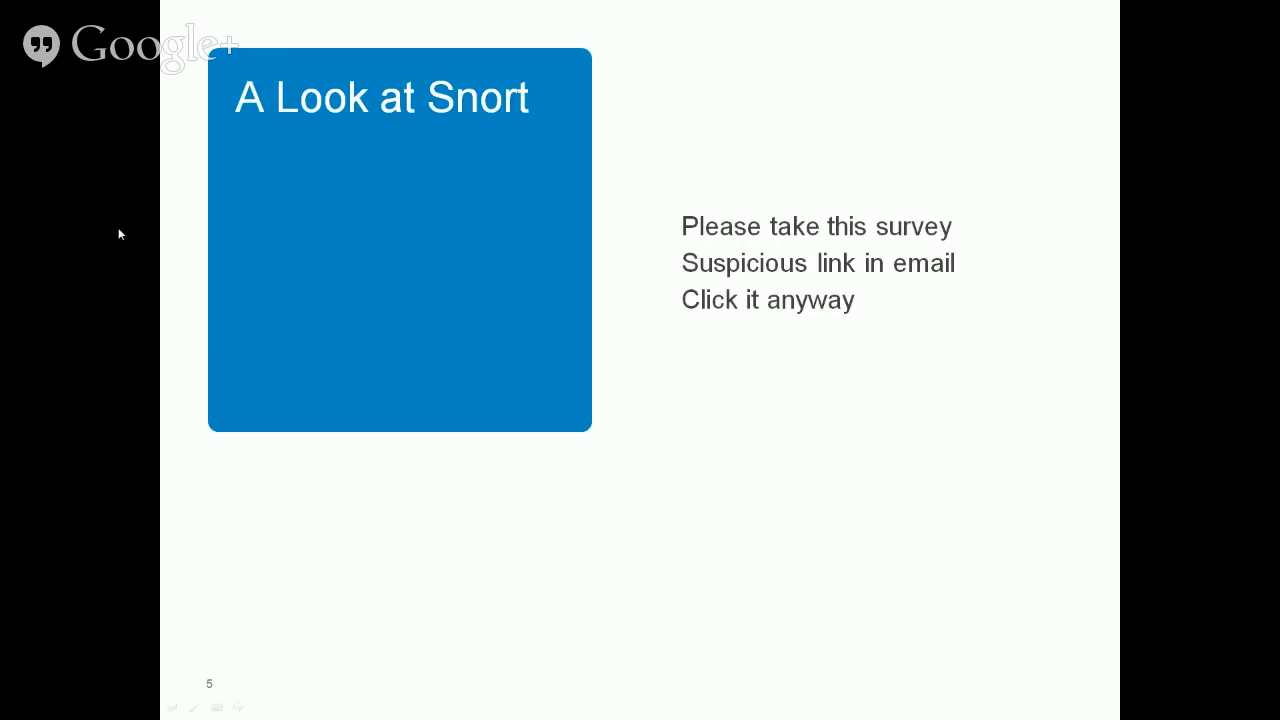 Google+
A Look at Snort
Please take this survey
Suspicious link in email
Click it anyway
5